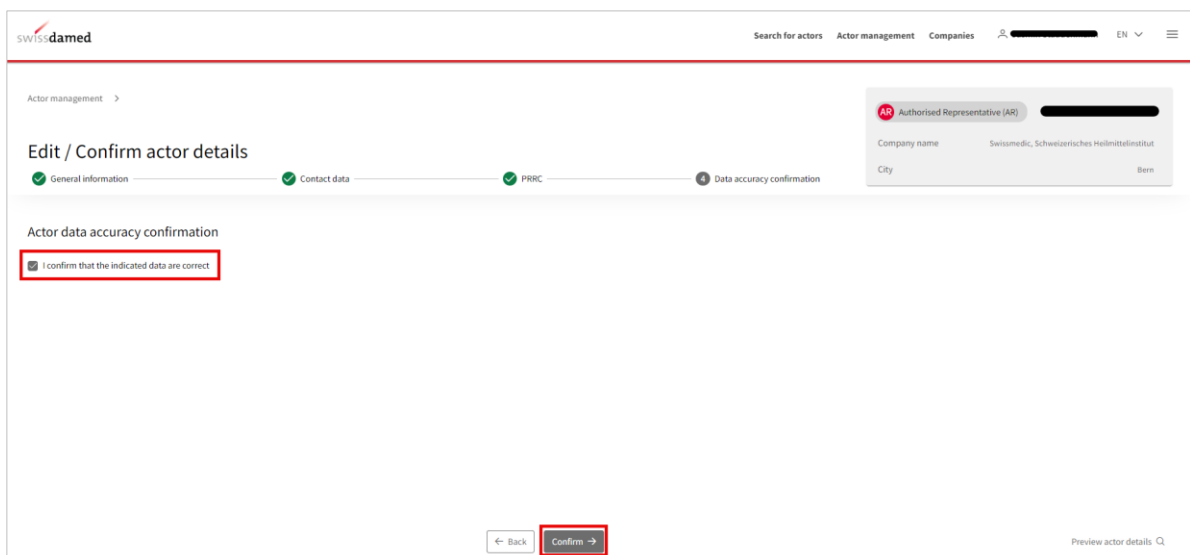 swissdamed
Search for actors Actor management Companies EN
Actor management >
AR Authorised Representative (AR)
Company name Swissmedic, Schweizerisches Heilmittelinstitut
City Bern
Edit / Confirm actor details
General information Contact data PRRC 4 Data accuracy confirmation
Actor data accuracy confirmation
I confirm that the indicated data are correct
← Back Confirm → Preview actor details